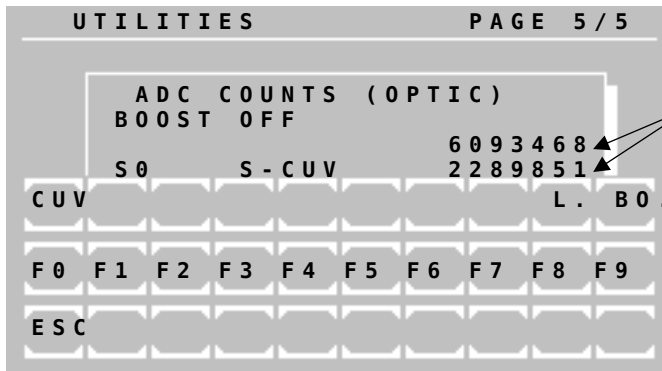 UTILITIES PAGE 5/5
ADC COUNTS (OPTIC)
BOOST OFF
6093468
S0 S-CUV 2289851
CUV L. BO.
F0 F1 F2 F3 F4 F5 F6 F7 F8 F9
ESC